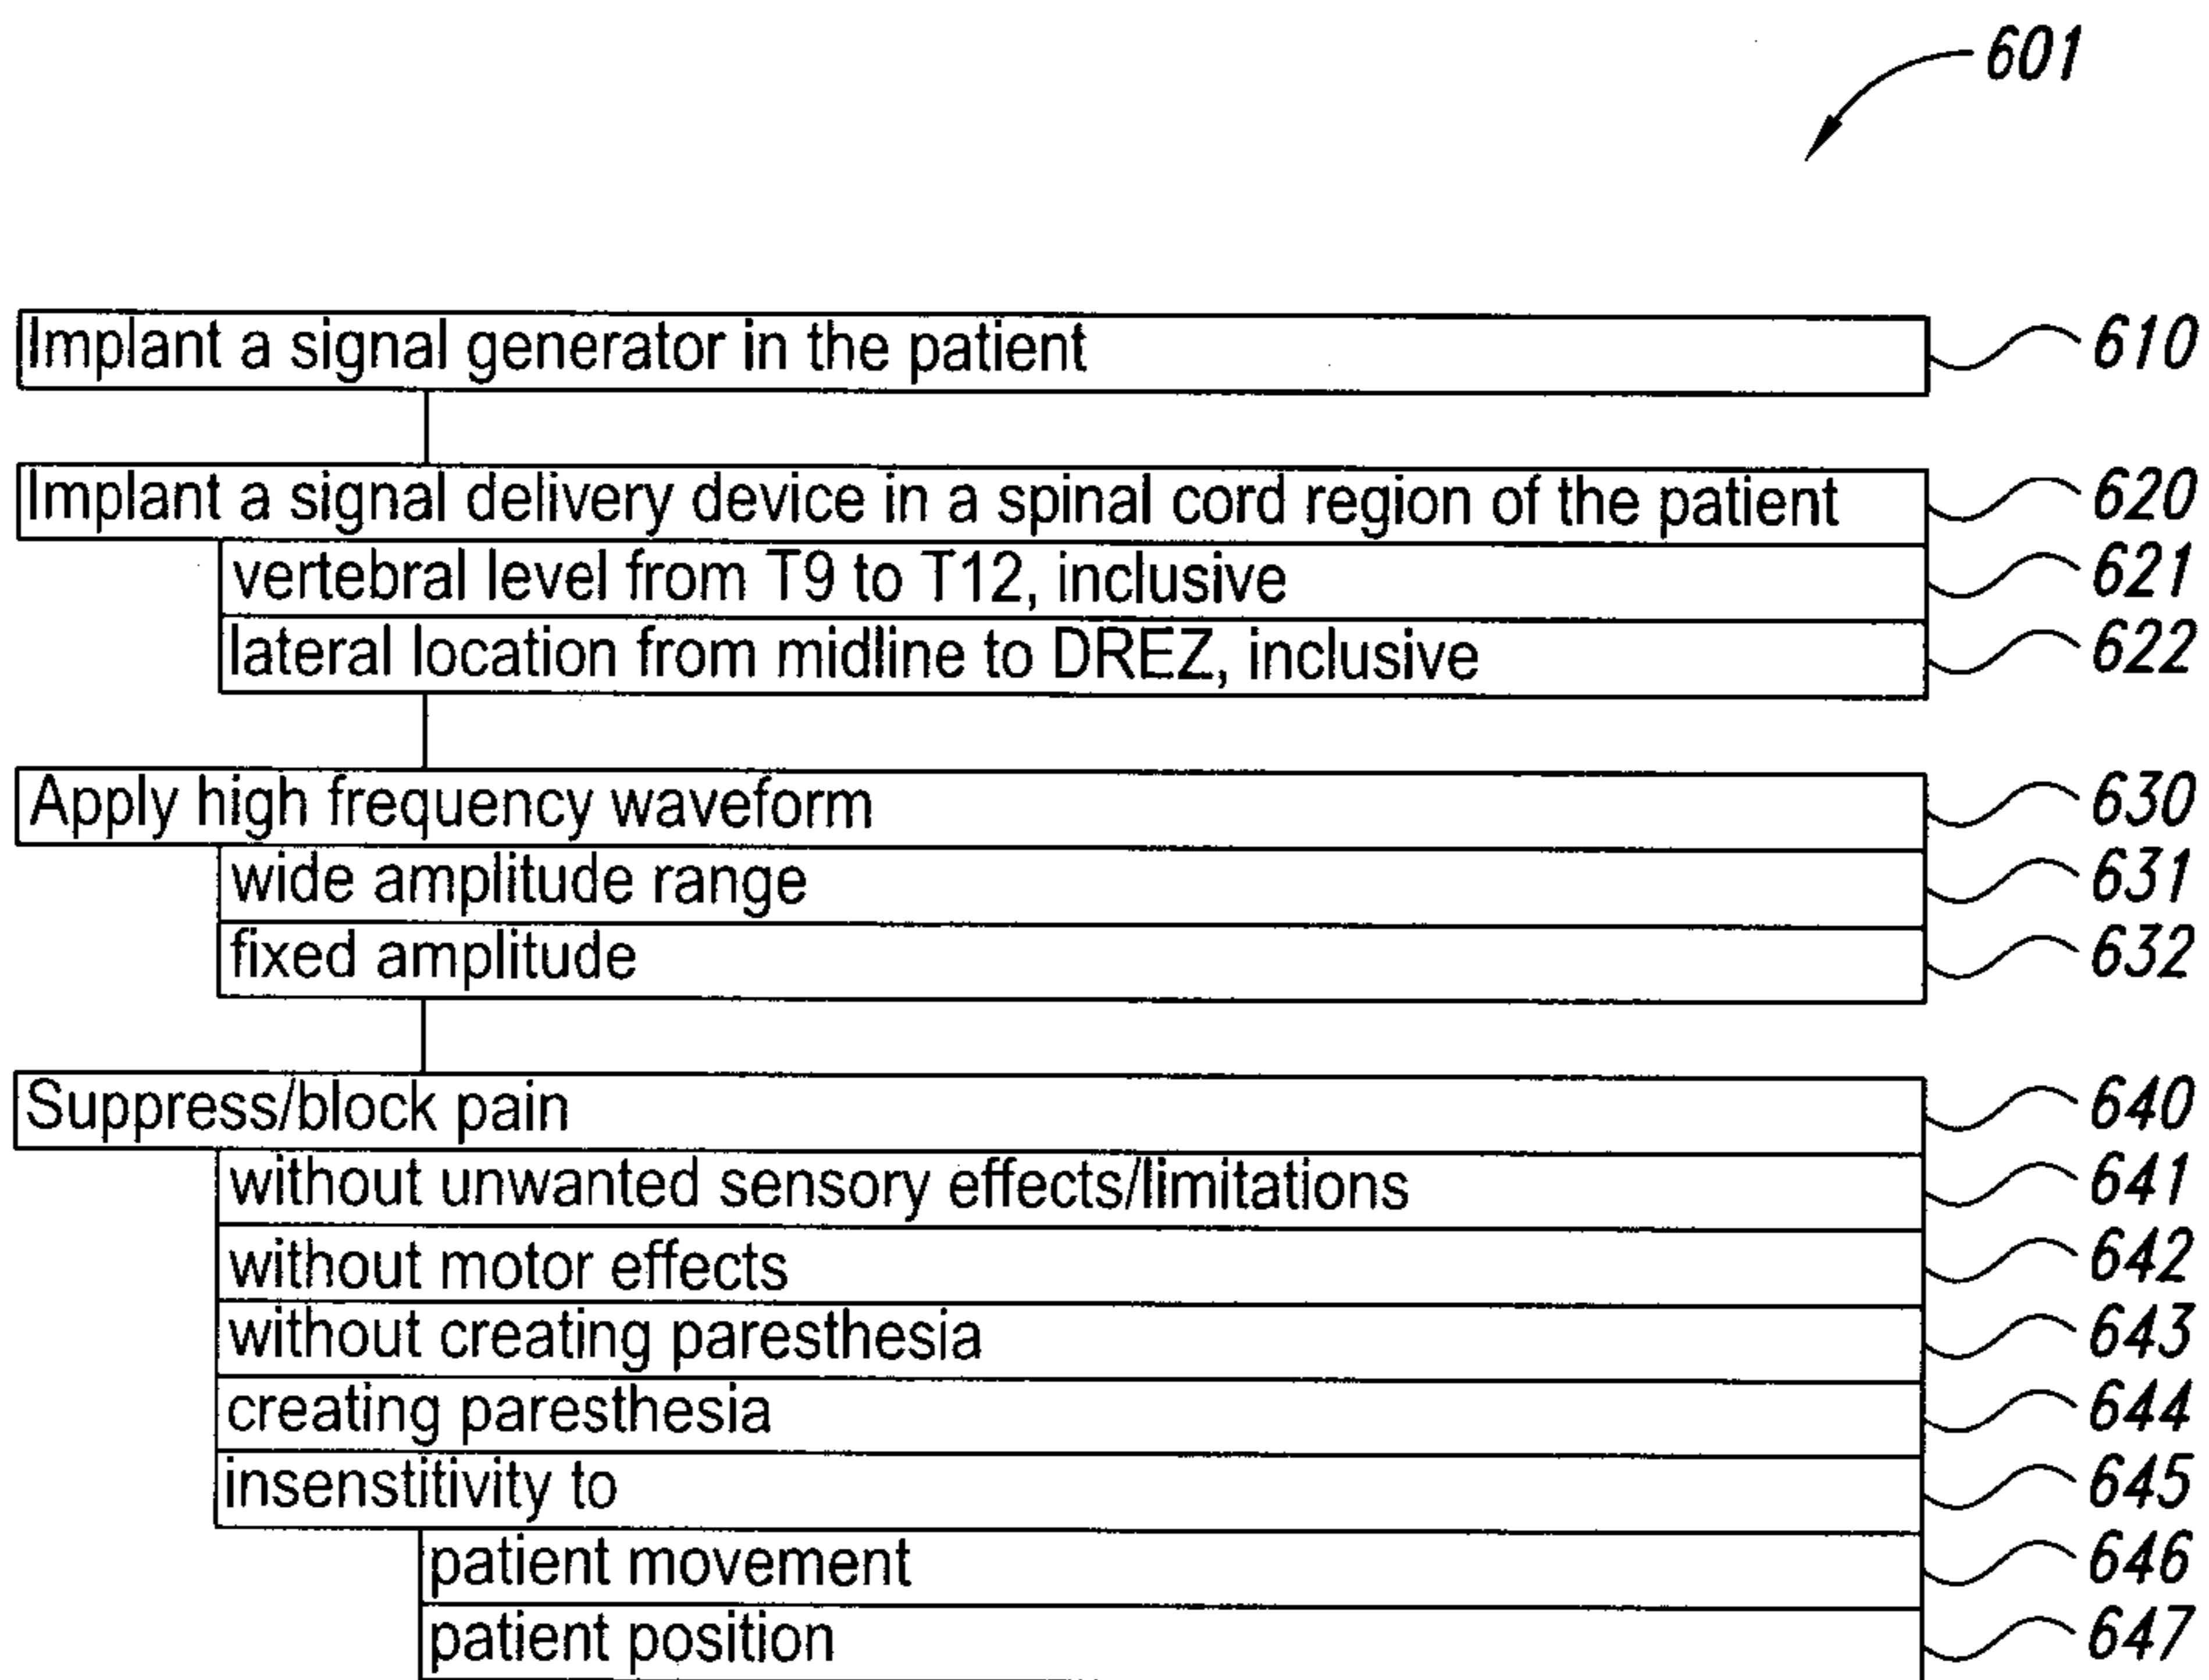 601
Implant a signal generator in the patient 610
Implant a signal delivery device in a spinal cord region of the patient 620
vertebral level from T9 to T12, inclusive 621
lateral location from midline to DREZ, inclusive 622
Apply high frequency waveform 630
wide amplitude range 631
fixed amplitude 632
Suppress/block pain 640
without unwanted sensory effects/limitations 641
without motor effects 642
without creating paresthesia 643
creating paresthesia 644
insenstitivity to 645
patient movement 646
patient position 647